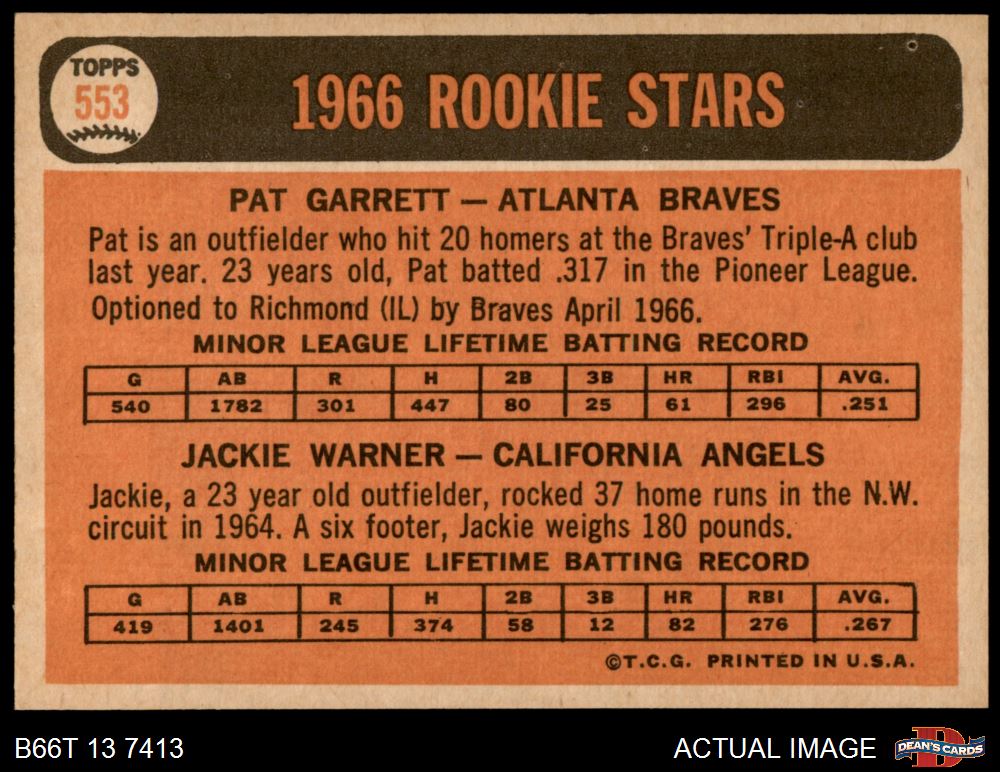 TOPPS
553
1966 ROOKIE STARS
PAT GARRETT — ATLANTA BRAVES
Pat is an outfielder who hit 20 homers at the Braves' Triple-A club
last year. 23 years old, Pat batted .317 in the Pioneer League.
Optioned to Richmond (IL) by Braves April 1966.
MINOR LEAGUE LIFETIME BATTING RECORD
G AB R H 2B 3B HR RBI AVG.
540 1782 301 447 80 25 61 296 .251
JACKIE WARNER — CALIFORNIA ANGELS
Jackie, a 23 year old outfielder, rocked 37 home runs in the N.W.
circuit in 1964. A six footer, Jackie weighs 180 pounds.
MINOR LEAGUE LIFETIME BATTING RECORD
G AB R H 2B 3B HR RBI AVG.
419 1401 245 374 58 12 82 276 .267
©T.C.G. PRINTED IN U.S.A.
B66T 13 7413 ACTUAL IMAGE DEAN'S CARDS